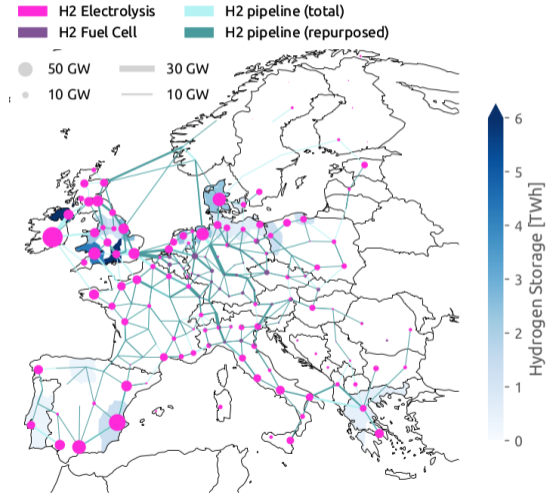 H2 Electrolysis
H2 Fuel Cell
H2 pipeline (total)
H2 pipeline (repurposed)
50 GW
10 GW
30 GW
10 GW
6
5
4
3
2
1
0
Hydrogen Storage [TWh]